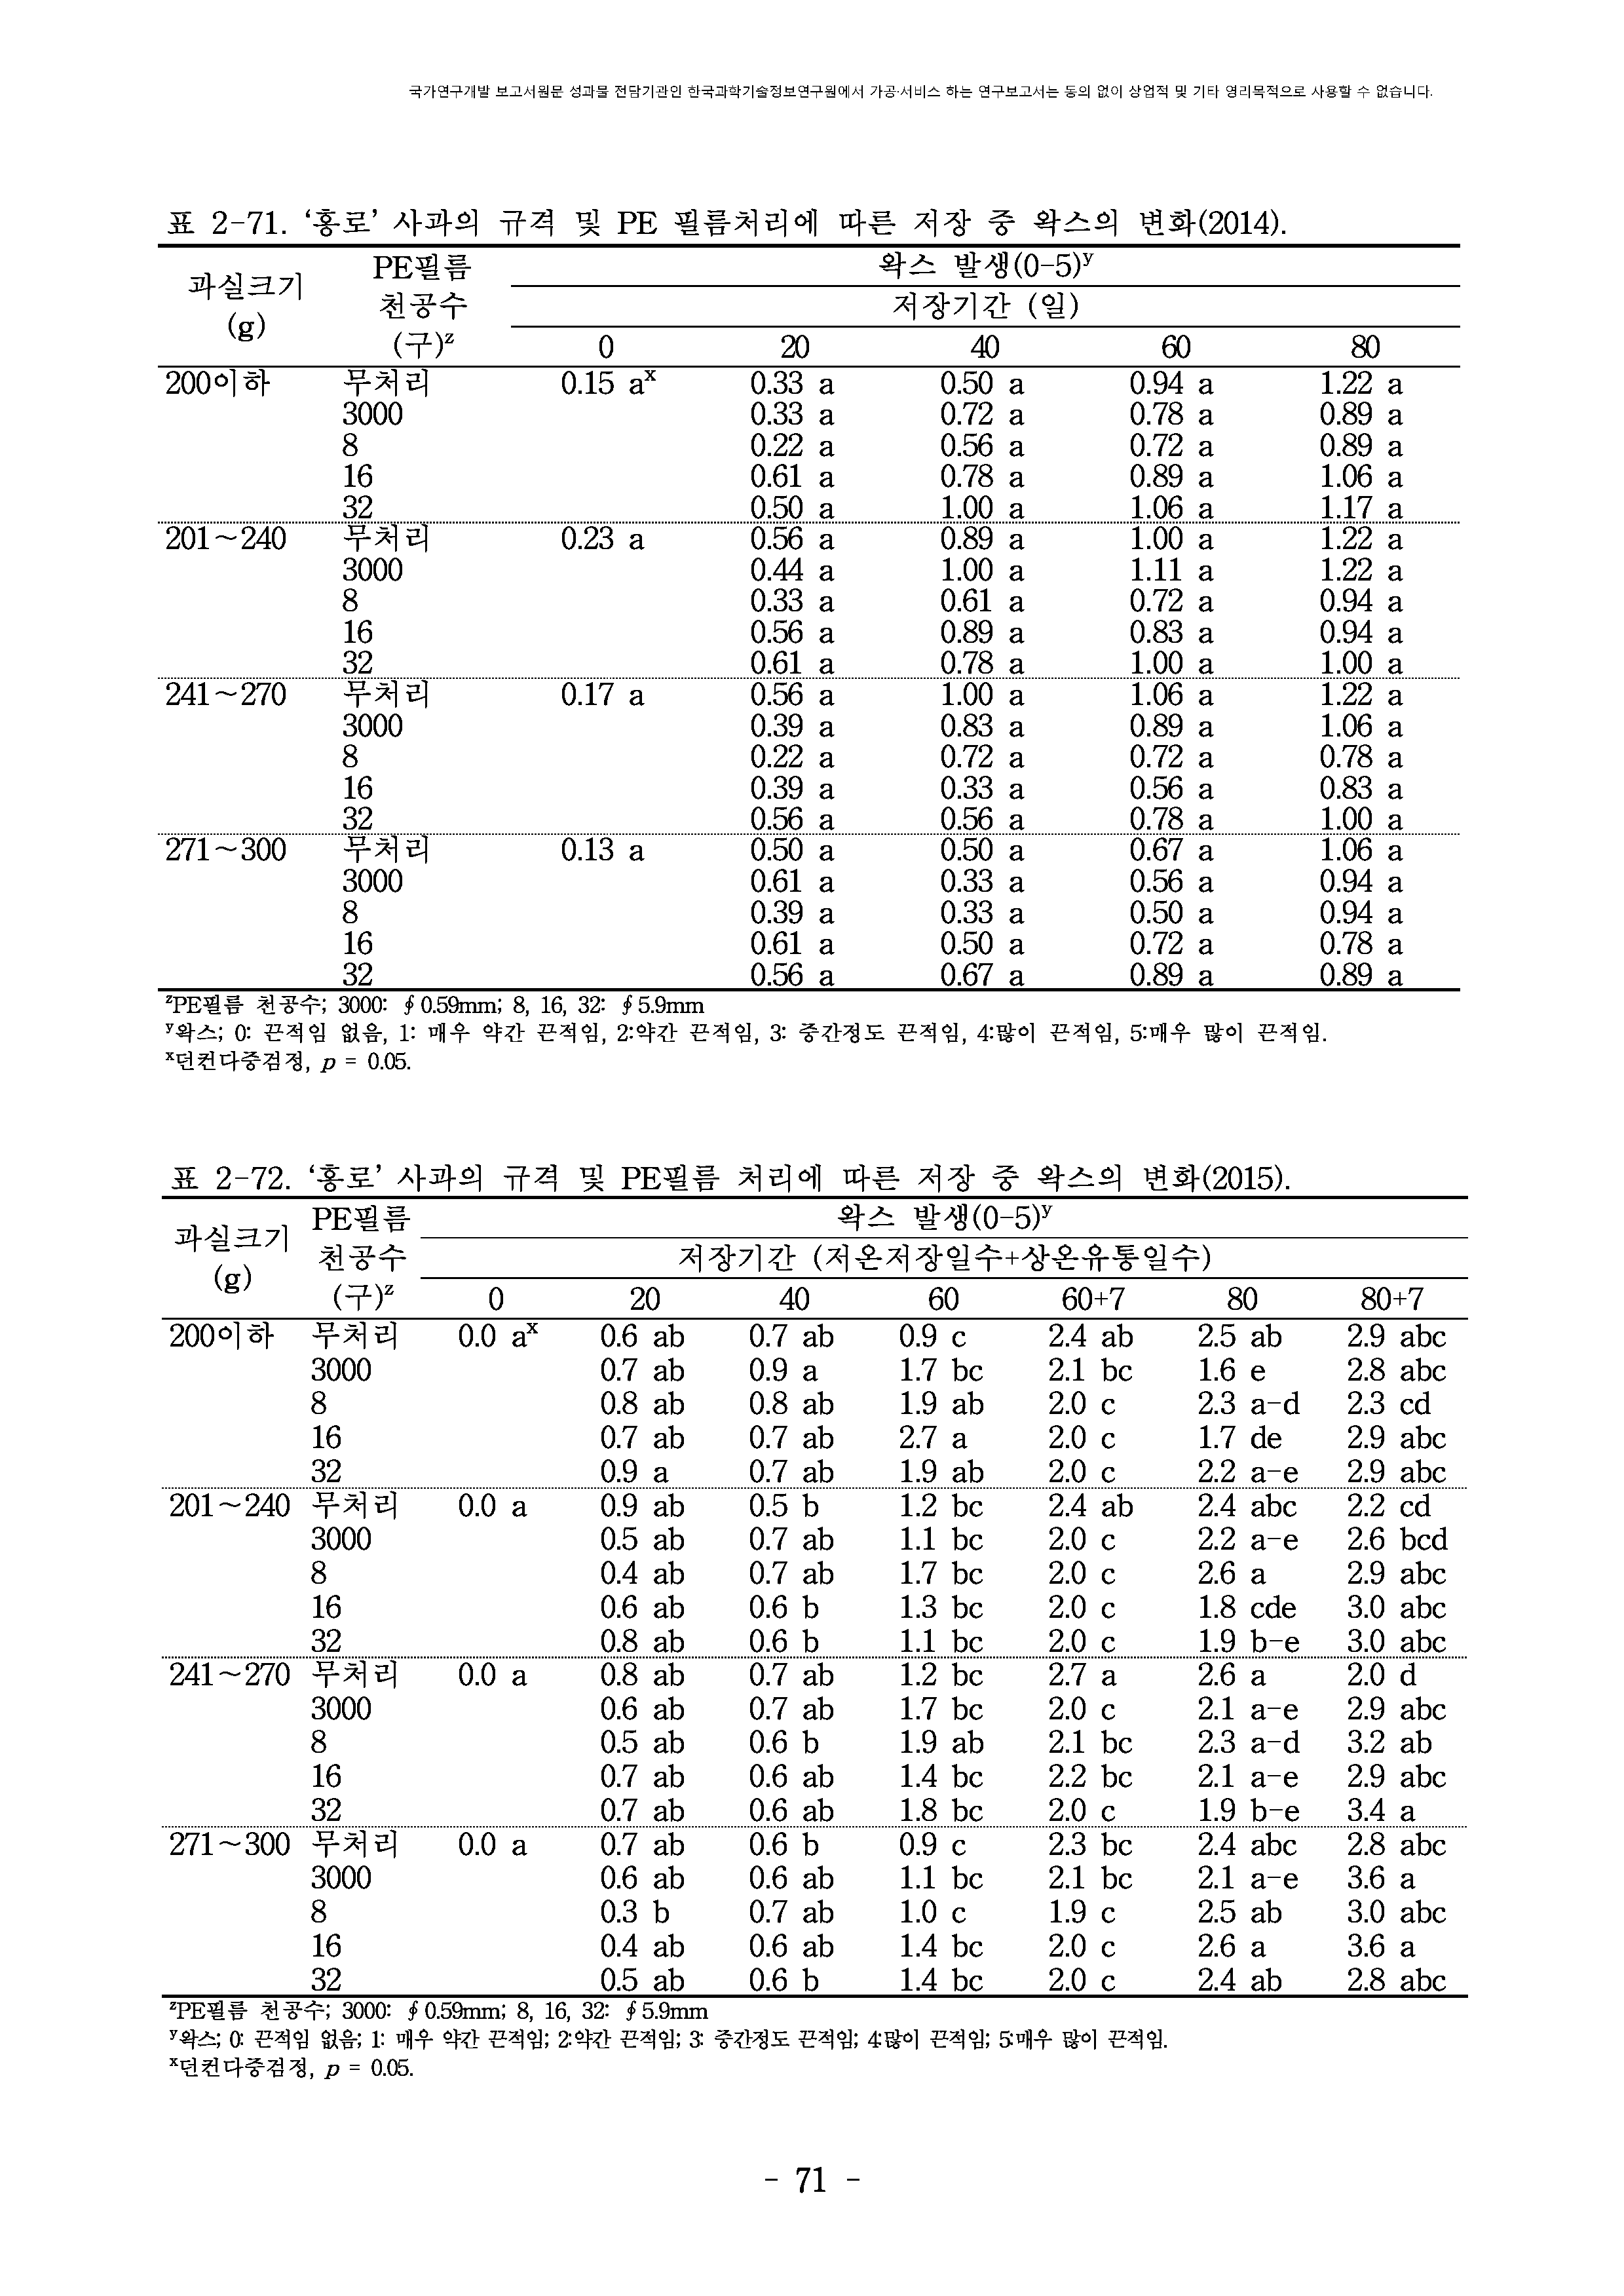 국가연구개발 보고서원문 성과물 전담기관인 한국과학기술정보연구원에서 가공·서비스 하는 연구보고서는 동의 없이 상업적 및 기타 영리목적으로 사용할 수 없습니다.
표 2-71. ‘홍로’ 사과의 규격 및 PE 필름처리에 따른 저장 중 왁스의 변화(2014).
과실크기 (g) PE필름 천공수 (구)ᶻ 왁스 발생(0-5)ʸ
저장기간 (일)
0 20 40 60 80
200이하 무처리 0.15 aˣ 0.33 a 0.50 a 0.94 a 1.22 a
3000 0.33 a 0.72 a 0.78 a 0.89 a
8 0.22 a 0.56 a 0.72 a 0.89 a
16 0.61 a 0.78 a 0.89 a 1.06 a
32 0.50 a 1.00 a 1.06 a 1.17 a
201~240 무처리 0.23 a 0.56 a 0.89 a 1.00 a 1.22 a
3000 0.44 a 1.00 a 1.11 a 1.22 a
8 0.33 a 0.61 a 0.72 a 0.94 a
16 0.56 a 0.89 a 0.83 a 0.94 a
32 0.61 a 0.78 a 1.00 a 1.00 a
241~270 무처리 0.17 a 0.56 a 1.00 a 1.06 a 1.22 a
3000 0.39 a 0.83 a 0.89 a 1.06 a
8 0.22 a 0.72 a 0.72 a 0.78 a
16 0.39 a 0.33 a 0.56 a 0.83 a
32 0.56 a 0.56 a 0.78 a 1.00 a
271~300 무처리 0.13 a 0.50 a 0.50 a 0.67 a 1.06 a
3000 0.61 a 0.33 a 0.56 a 0.94 a
8 0.39 a 0.33 a 0.50 a 0.94 a
16 0.61 a 0.50 a 0.72 a 0.78 a
32 0.56 a 0.67 a 0.89 a 0.89 a
ᶻPE필름 천공수; 3000: ∮0.59mm; 8, 16, 32: ∮5.9mm
ʸ왁스; 0: 끈적임 없음, 1: 매우 약간 끈적임, 2:약간 끈적임, 3: 중간정도 끈적임, 4:많이 끈적임, 5:매우 많이 끈적임.
ˣ던컨다중검정, p = 0.05.
표 2-72. ‘홍로’ 사과의 규격 및 PE필름 처리에 따른 저장 중 왁스의 변화(2015).
과실크기 (g) PE필름 천공수 (구)ᶻ 왁스 발생(0-5)ʸ
저장기간 (저온저장일수+상온유통일수)
0 20 40 60 60+7 80 80+7
200이하 무처리 0.0 aˣ 0.6 ab 0.7 ab 0.9 c 2.4 ab 2.5 ab 2.9 abc
3000 0.7 ab 0.9 a 1.7 bc 2.1 bc 1.6 e 2.8 abc
8 0.8 ab 0.8 ab 1.9 ab 2.0 c 2.3 a-d 2.3 cd
16 0.7 ab 0.7 ab 2.7 a 2.0 c 1.7 de 2.9 abc
32 0.9 a 0.7 ab 1.9 ab 2.0 c 2.2 a-e 2.9 abc
201~240 무처리 0.0 a 0.9 ab 0.5 b 1.2 bc 2.4 ab 2.4 abc 2.2 cd
3000 0.5 ab 0.7 ab 1.1 bc 2.0 c 2.2 a-e 2.6 bcd
8 0.4 ab 0.7 ab 1.7 bc 2.0 c 2.6 a 2.9 abc
16 0.6 ab 0.6 b 1.3 bc 2.0 c 1.8 cde 3.0 abc
32 0.8 ab 0.6 b 1.1 bc 2.0 c 1.9 b-e 3.0 abc
241~270 무처리 0.0 a 0.8 ab 0.7 ab 1.2 bc 2.7 a 2.6 a 2.0 d
3000 0.6 ab 0.7 ab 1.7 bc 2.0 c 2.1 a-e 2.9 abc
8 0.5 ab 0.6 b 1.9 ab 2.1 bc 2.3 a-d 3.2 ab
16 0.7 ab 0.6 ab 1.4 bc 2.2 bc 2.1 a-e 2.9 abc
32 0.7 ab 0.6 ab 1.8 bc 2.0 c 1.9 b-e 3.4 a
271~300 무처리 0.0 a 0.7 ab 0.6 b 0.9 c 2.3 bc 2.4 abc 2.8 abc
3000 0.6 ab 0.6 ab 1.1 bc 2.1 bc 2.1 a-e 3.6 a
8 0.3 b 0.7 ab 1.0 c 1.9 c 2.5 ab 3.0 abc
16 0.4 ab 0.6 ab 1.4 bc 2.0 c 2.6 a 3.6 a
32 0.5 ab 0.6 b 1.4 bc 2.0 c 2.4 ab 2.8 abc
ᶻPE필름 천공수; 3000: ∮0.59mm; 8, 16, 32: ∮5.9mm
ʸ왁스; 0: 끈적임 없음; 1: 매우 약간 끈적임; 2:약간 끈적임; 3: 중간정도 끈적임; 4:많이 끈적임; 5:매우 많이 끈적임.
ˣ던컨다중검정, p = 0.05.
- 71 -